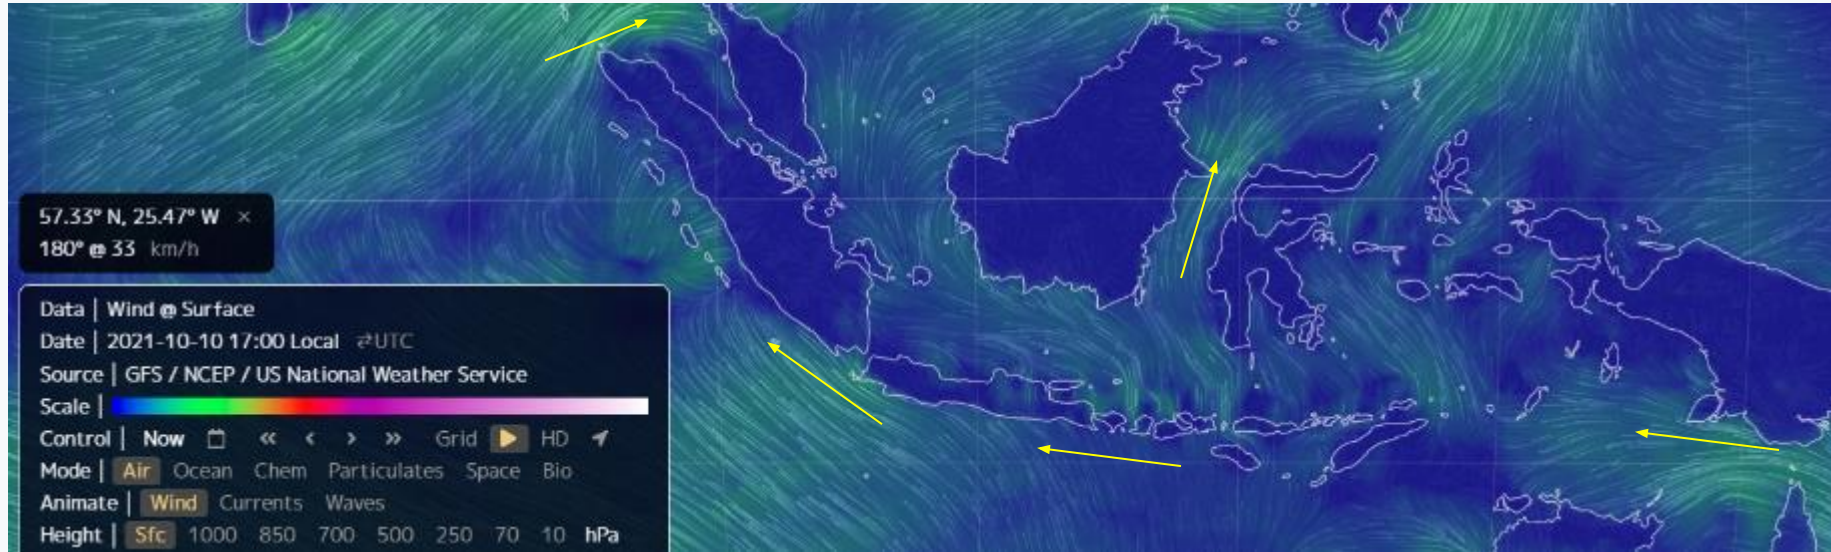 57.33° N, 25.47° W ×
180° @ 33 km/h
Data | Wind @ Surface
Date | 2021-10-10 17:00 Local ⇄UTC
Source | GFS / NCEP / US National Weather Service
Scale |
Control | Now « ‹ › » Grid ▶ HD
Mode | Air Ocean Chem Particulates Space Bio
Animate | Wind Currents Waves
Height | Sfc 1000 850 700 500 250 70 10 hPa